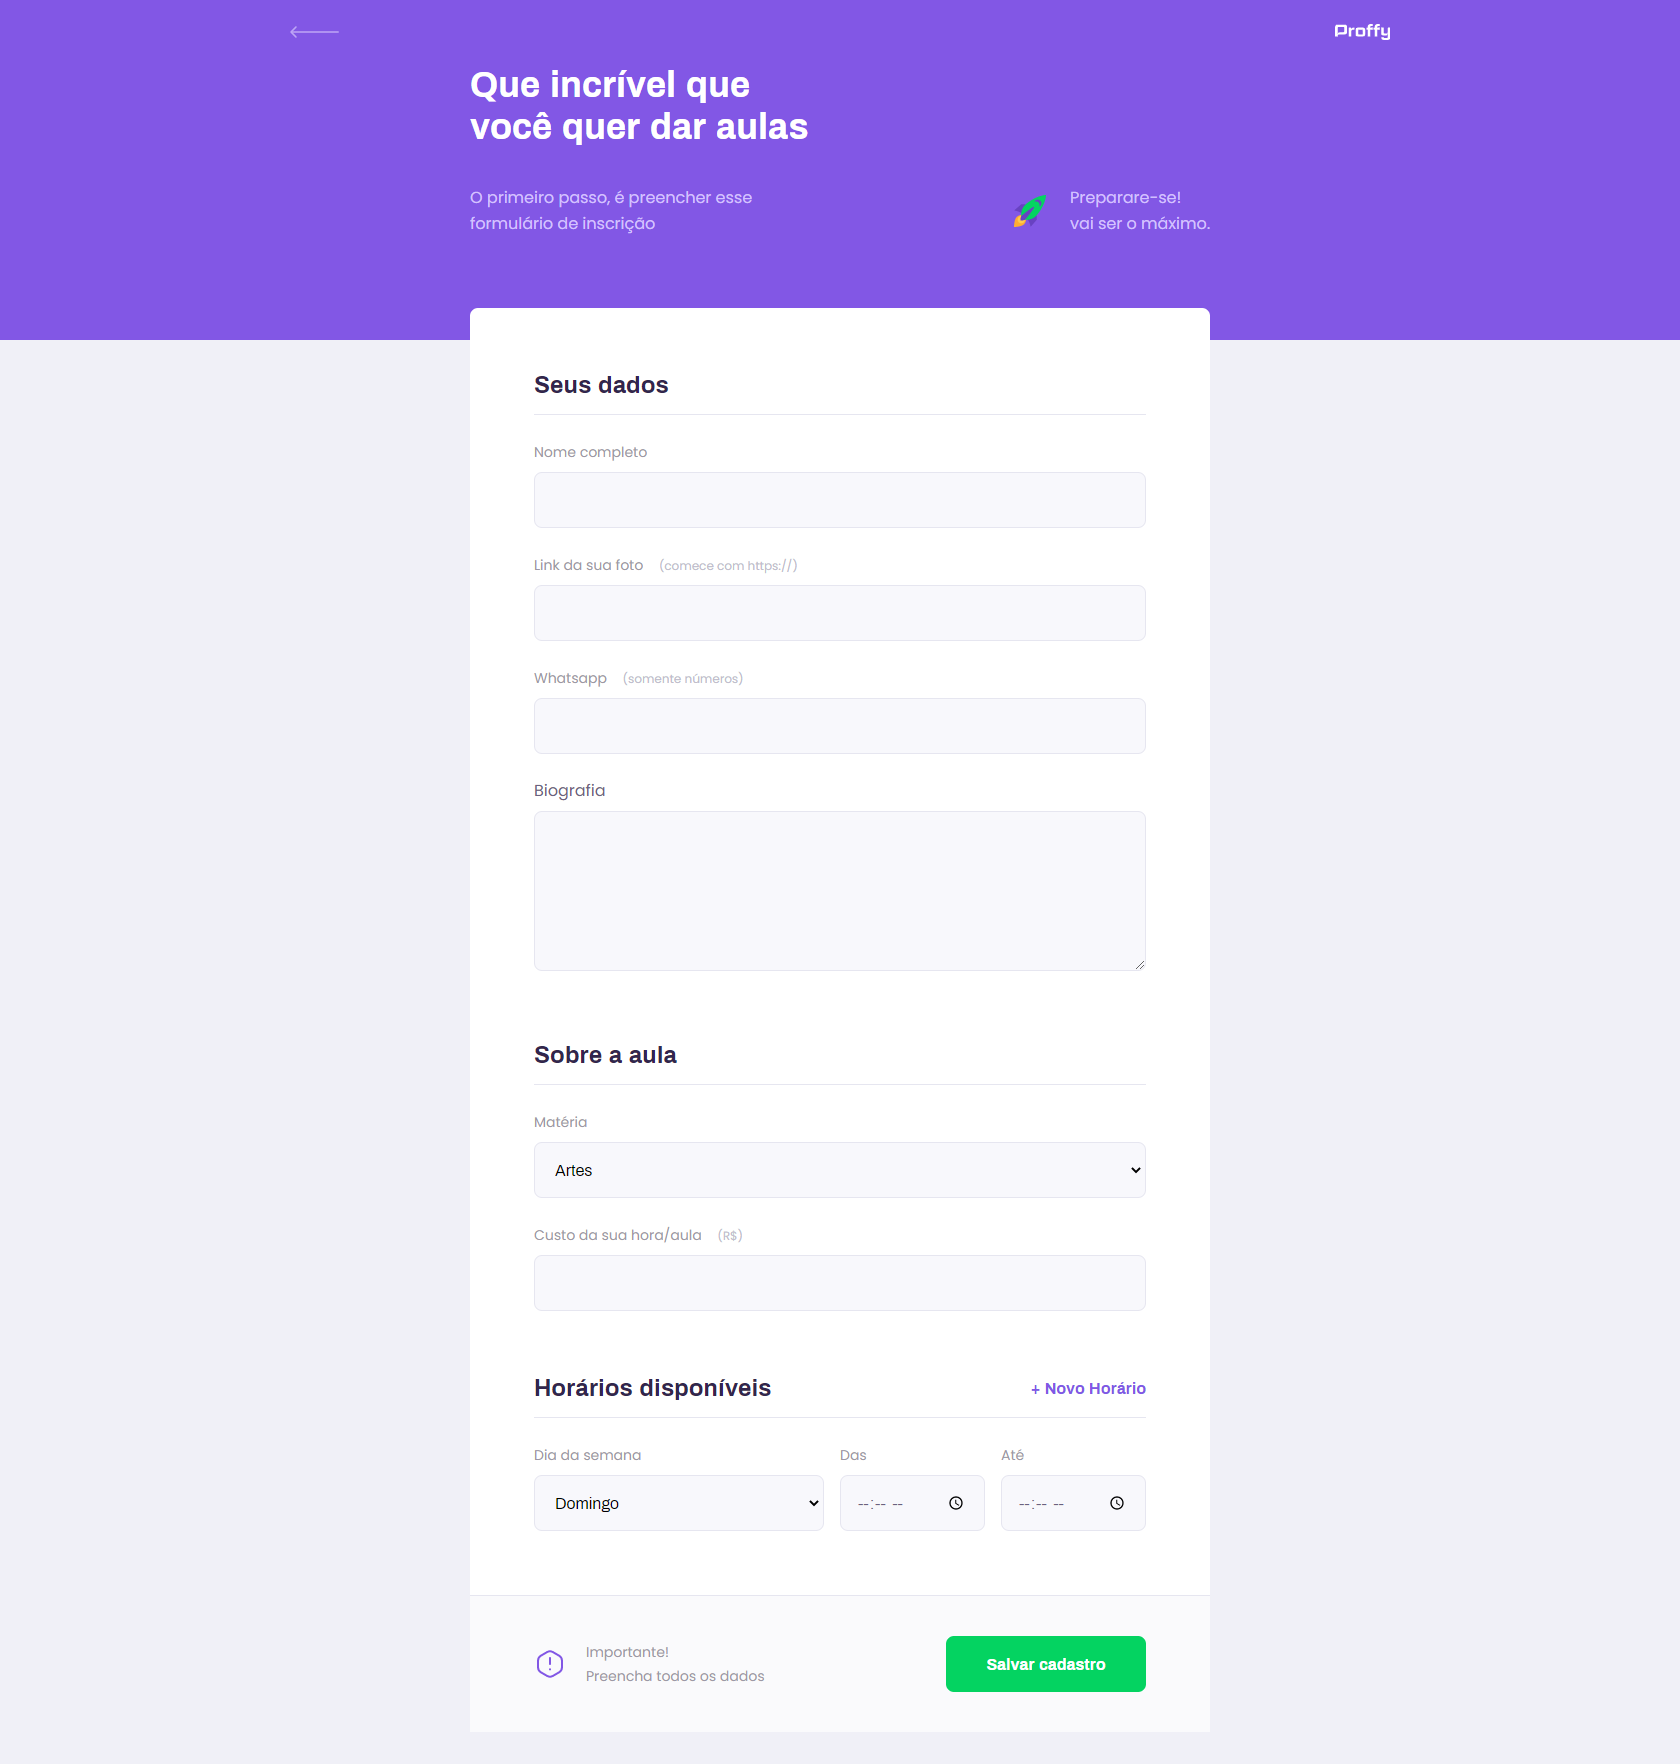 Proffy
Que incrível que
você quer dar aulas
O primeiro passo, é preencher esse
formulário de inscrição
Preparare-se!
vai ser o máximo.
Seus dados
Nome completo
Link da sua foto (comece com https://)
Whatsapp (somente números)
Biografia
Sobre a aula
Matéria
Artes
Custo da sua hora/aula (R$)
Horários disponíveis + Novo Horário
Dia da semana Das Até
Domingo --:-- -- --:-- --
Importante!
Preencha todos os dados
Salvar cadastro